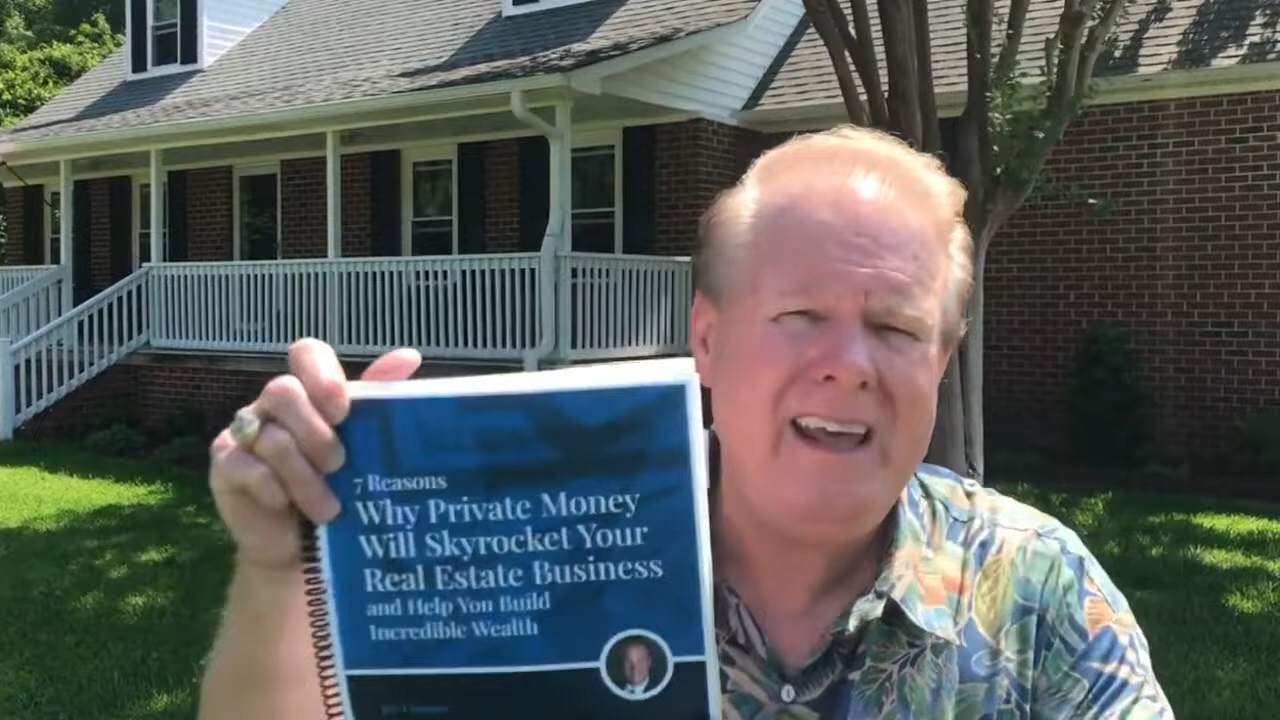 7 Reasons
Why Private Money
Will Skyrocket Your
Real Estate Business
and Help You Build
Incredible Wealth